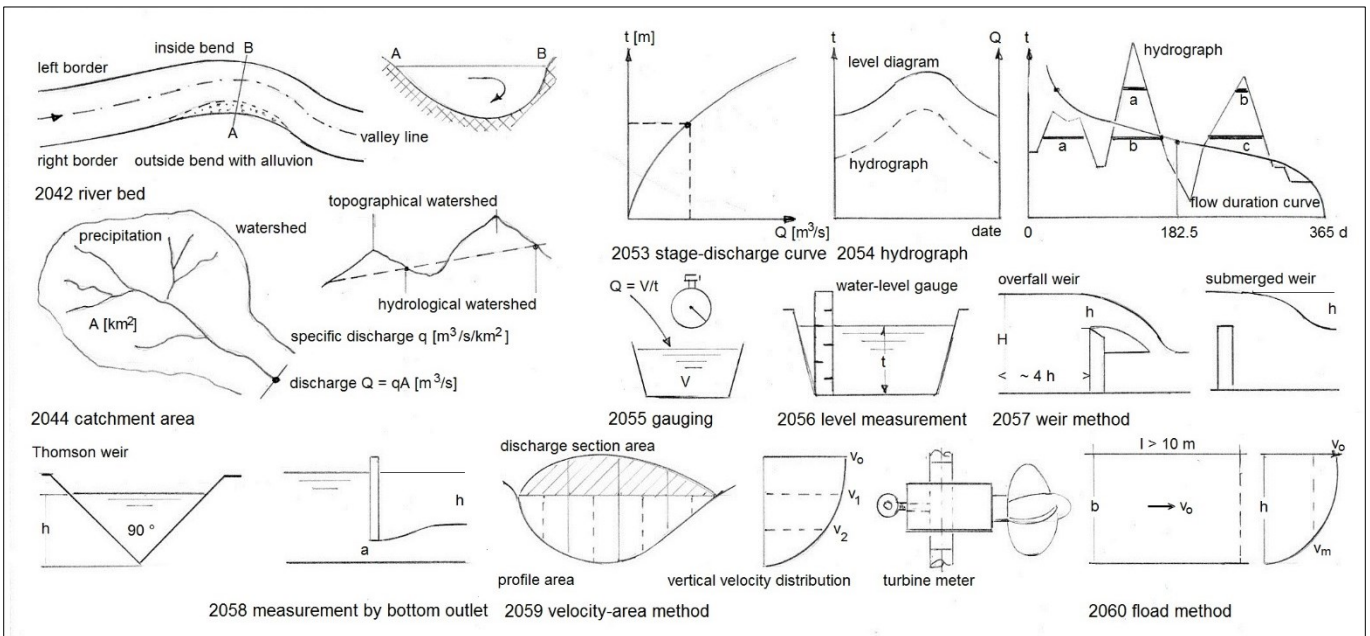 inside bend B
left border
A
valley line
right border outside bend with alluvion
2042 river bed
A B
t [m]
Q [m³/s]
2053 stage-discharge curve
t Q
level diagram
hydrograph
date
2054 hydrograph
t
hydrograph
a b
a b c
flow duration curve
0 182.5 365 d
precipitation
watershed
A [km²]
topographical watershed
hydrological watershed
specific discharge q [m³/s/km²]
discharge Q = qA [m³/s]
2044 catchment area
Q = V/t
V
2055 gauging
water-level gauge
t
2056 level measurement
overfall weir
h
H
< ~ 4 h >
submerged weir
h
2057 weir method
Thomson weir
h
90 °
h
a
2058 measurement by bottom outlet
discharge section area
profile area
v₀
v₁
v₂
vertical velocity distribution
turbine meter
2059 velocity-area method
l > 10 m
b
v₀
v₀
h
vₘ
2060 fload method